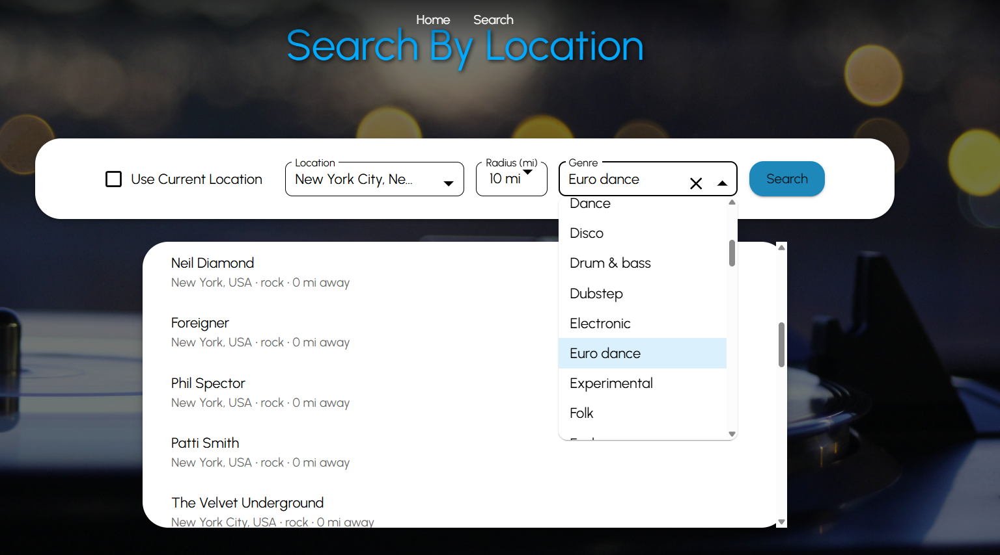 Home Search
Search By Location
Use Current Location
Location
New York City, Ne...
Radius (mi)
10 mi
Genre
Euro dance
Search
Dance
Disco
Drum & bass
Dubstep
Electronic
Euro dance
Experimental
Folk
Neil Diamond
New York, USA · rock · 0 mi away
Foreigner
New York, USA · rock · 0 mi away
Phil Spector
New York, USA · rock · 0 mi away
Patti Smith
New York, USA · rock · 0 mi away
The Velvet Underground
New York City, USA · rock · 0 mi away